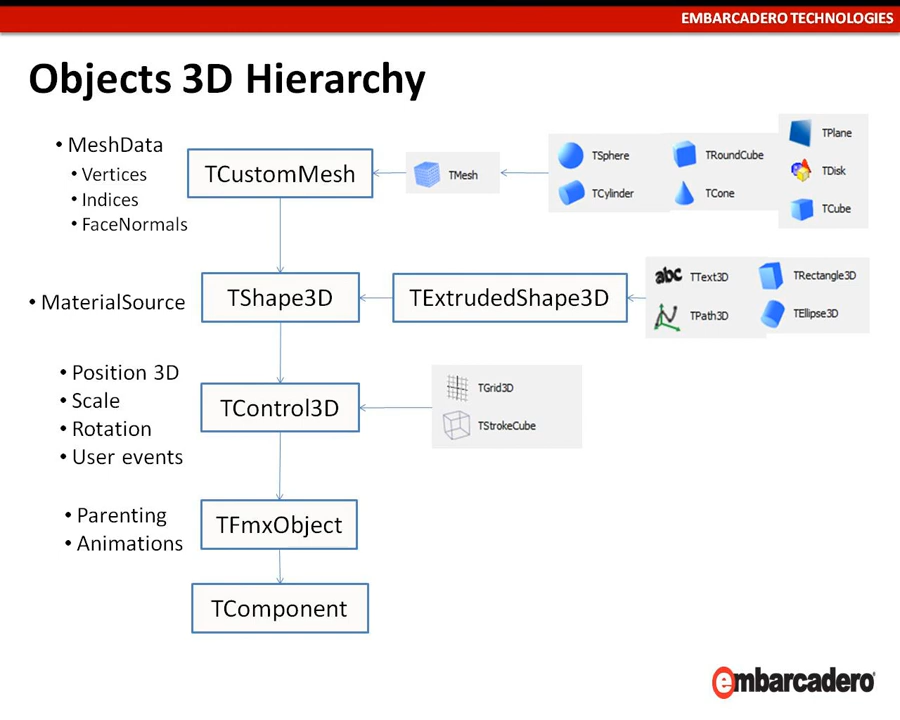 EMBARCADERO TECHNOLOGIES
Objects 3D Hierarchy
• MeshData
• Vertices
• Indices
• FaceNormals
TCustomMesh
TMesh
TSphere
TCylinder
TRoundCube
TCone
TPlane
TDisk
TCube
• MaterialSource
TShape3D
TExtrudedShape3D
abc TText3D
TPath3D
TRectangle3D
TEllipse3D
• Position 3D
• Scale
• Rotation
• User events
TControl3D
TGrid3D
TStrokeCube
• Parenting
• Animations
TFmxObject
TComponent
embarcadero